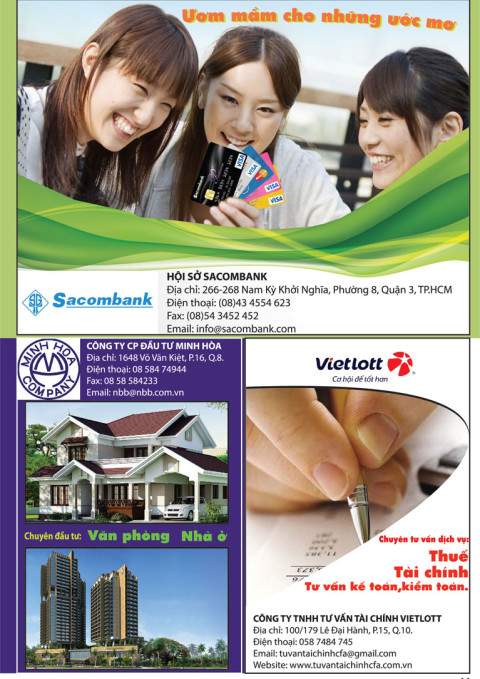 Ươm mầm cho những ước mơ
Sacombank
VISA
VISA
VISA
MasterCard
Sacombank
HỘI SỞ SACOMBANK
Địa chỉ: 266-268 Nam Kỳ Khởi Nghĩa, Phường 8, Quận 3, TP.HCM
Điện thoại: (08)43 4554 623
Fax: (08)54 3452 452
Email: info@sacombank.com
MINH HOA
COMPANY
CÔNG TY CP ĐẦU TƯ MINH HÒA
Địa chỉ: 1648 Võ Văn Kiệt, P.16, Q.8.
Điện thoại: 08 584 74944
Fax: 08 58 584233
Email: nbb@nbb.com.vn
Chuyên đầu tư: Văn phòng Nhà ở
Vietlott
Cơ hội để tốt hơn
Chuyên tư vấn dịch vụ:
Thuế
Tài chính
Tư vấn kế toán,kiểm toán.
CÔNG TY TNHH TƯ VẤN TÀI CHÍNH VIETLOTT
Địa chỉ: 100/179 Lê Đại Hành, P.15, Q.10.
Điện thoại: 058 7484 745
Email: tuvantaichinhcfa@gmail.com
Website: www.tuvantaichinhcfa.com.vn